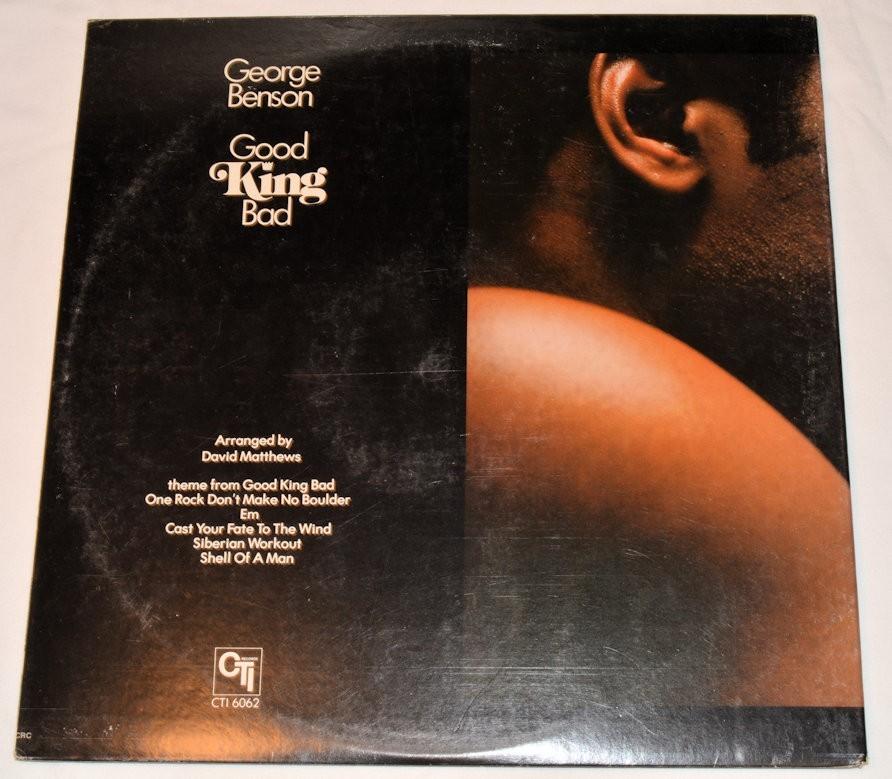 George
Benson
Good
King
Bad
Arranged by
David Matthews
theme from Good King Bad
One Rock Don't Make No Boulder
Em
Cast Your Fate To The Wind
Siberian Workout
Shell Of A Man
CTI
RECORDS
CTI 6062
CRC